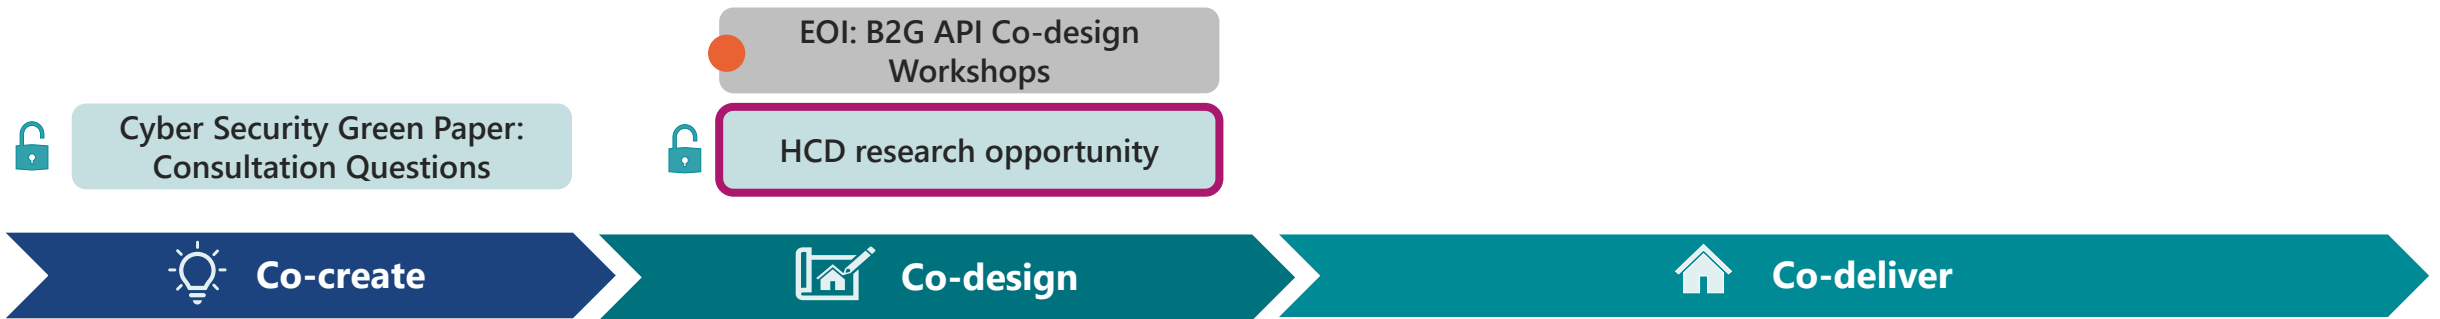 EOI: B2G API Co-design
Workshops
Cyber Security Green Paper:
Consultation Questions
HCD research opportunity
Co-create
Co-design
Co-deliver